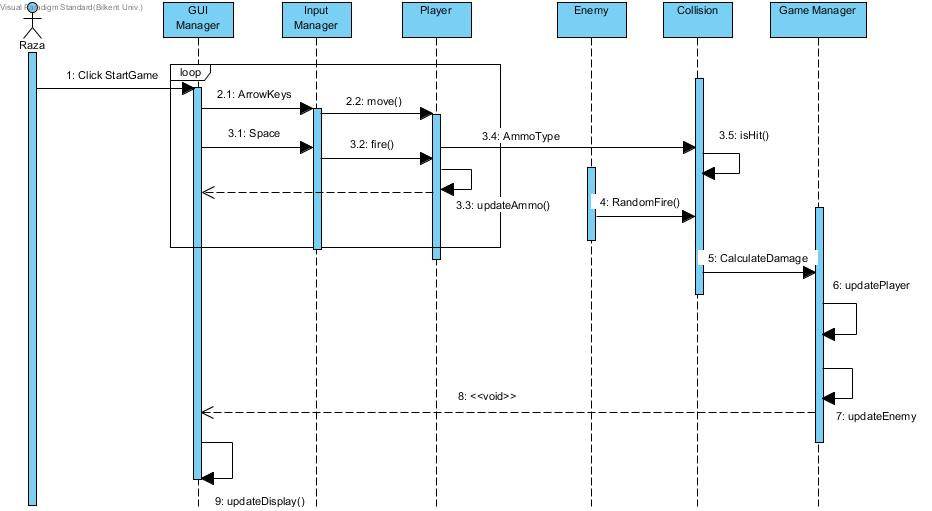 Visual Paradigm Standard(Bilkent Univ.)
GUI
Manager
Input
Manager
Player
Enemy
Collision
Game Manager
Raza
loop
1: Click StartGame
2.1: ArrowKeys
2.2: move()
3.1: Space
3.2: fire()
3.4: AmmoType
3.5: isHit()
3.3: updateAmmo()
4: RandomFire()
5: CalculateDamage
6: updatePlayer
8: <<void>>
7: updateEnemy
9: updateDisplay()